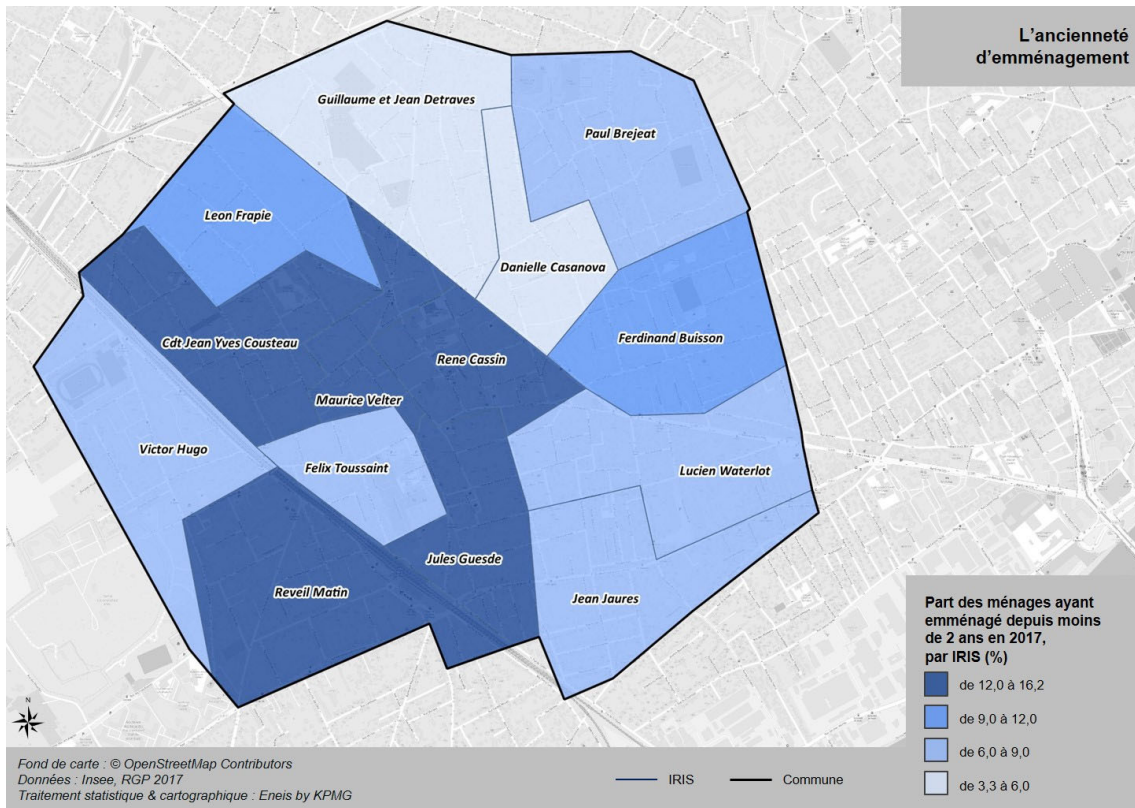 L'ancienneté
d'emménagement
Guillaume et Jean Detraves
Paul Brejeat
Leon Frapie
Danielle Casanova
Ferdinand Buisson
Cdt Jean Yves Cousteau
Rene Cassin
Maurice Velter
Victor Hugo
Felix Toussaint
Lucien Waterlot
Jules Guesde
Reveil Matin
Jean Jaures
Part des ménages ayant
emménagé depuis moins
de 2 ans en 2017,
par IRIS (%)
de 12,0 à 16,2
de 9,0 à 12,0
de 6,0 à 9,0
de 3,3 à 6,0
N
Fond de carte : © OpenStreetMap Contributors
Données : Insee, RGP 2017
Traitement statistique & cartographique : Eneis by KPMG
IRIS
Commune